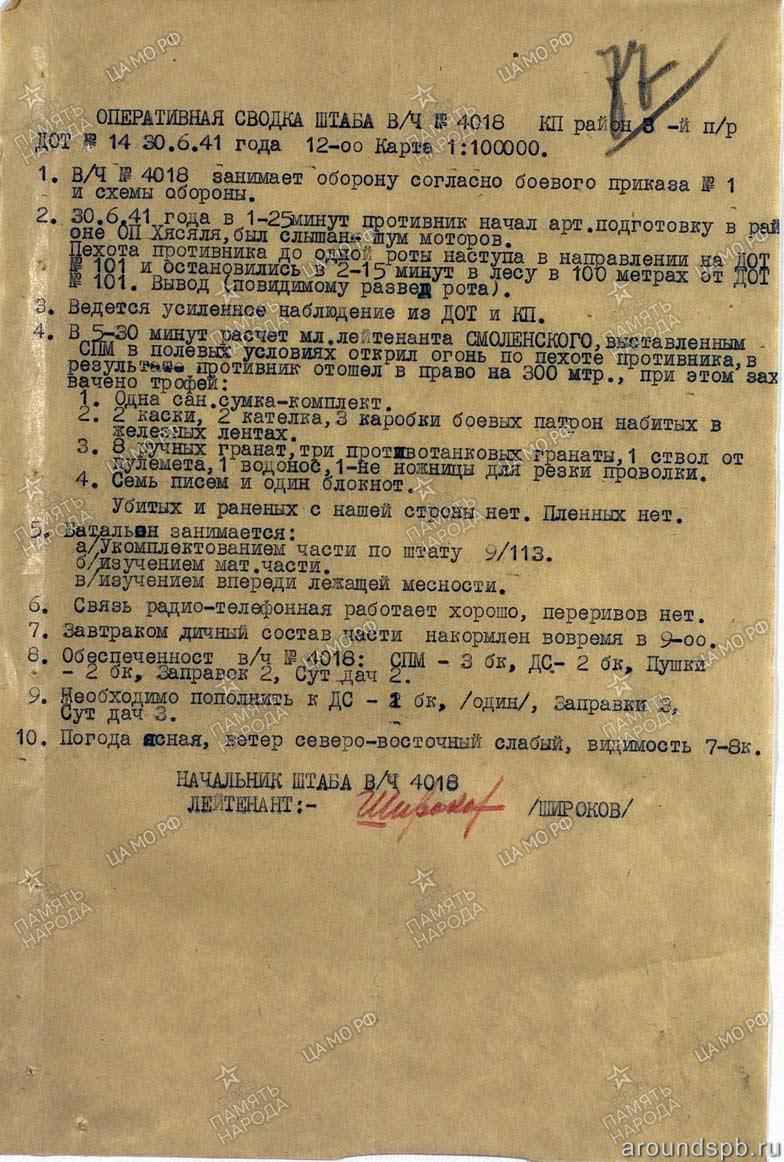 77
ОПЕРАТИВНАЯ СВОДКА ШТАБА В/Ч № 4018 КП район 3 -й п/р
ДОТ № 14 30.6.41 года 12-оо Карта 1:100000.
1. В/Ч № 4018 занимает оборону согласно боевого приказа № 1
и схемы обороны.
2. 30.6.41 года в 1-25минут противник начал арт.подготовку в рай
оне ОП Хясяля,был слышан шум моторов.
Пехота противника до одной роты наступа в направлении на ДОТ
№ 101 и остановились в 2-15 минут в лесу в 100 метрах от ДОТ
№ 101. Вывод (повидимому развед рота).
3. Ведется усиленное наблюдение из ДОТ и КП.
4. В 5-30 минут расчет мл.лейтенанта СМОЛЕНСКОГО,выставленным
СПМ в полевых условиях открил огонь по пехоте противника,в
результате противник отошел в право на 300 мтр., при этом зах
вачено трофей:
1. Одна сан.сумка-комплект.
2. 2 каски, 2 кателка,3 каробки боевых патрон набитых в
железных лентах.
3. 8 ручных гранат,три противотанковых гранаты,1 ствол от
пулемета,1 водонос,1-не ножницы для резки проволки.
4. Семь писем и один блокнот.
Убитых и раненых с нашей строны нет. Пленных нет.
5. Батальон занимается:
а/Укомплектованием части по штату 9/113.
б/изучением мат.части.
в/изучением впереди лежащей месности.
6. Связь радио-телефонная работает хорошо, переривов нет.
7. Завтраком личный состав части накормлен вовремя в 9-оо.
8. Обеспеченност в/ч № 4018: СПМ - 3 бк, ДС- 2 бк, Пушки
- 2 бк, Заправок 2, Сут дач 2.
9. Необходимо пополнить к ДС - 1 бк, /один/, Заправки 3,
Сут дач 3.
10. Погода ясная, ветер северо-восточный слабый, видимость 7-8к.
НАЧАЛЬНИК ШТАБА В/Ч 4018
ЛЕЙТЕНАНТ:- Широков /ШИРОКОВ/
ЦАМО РФ
ПАМЯТЬ НАРОДА
aroundspb.ru